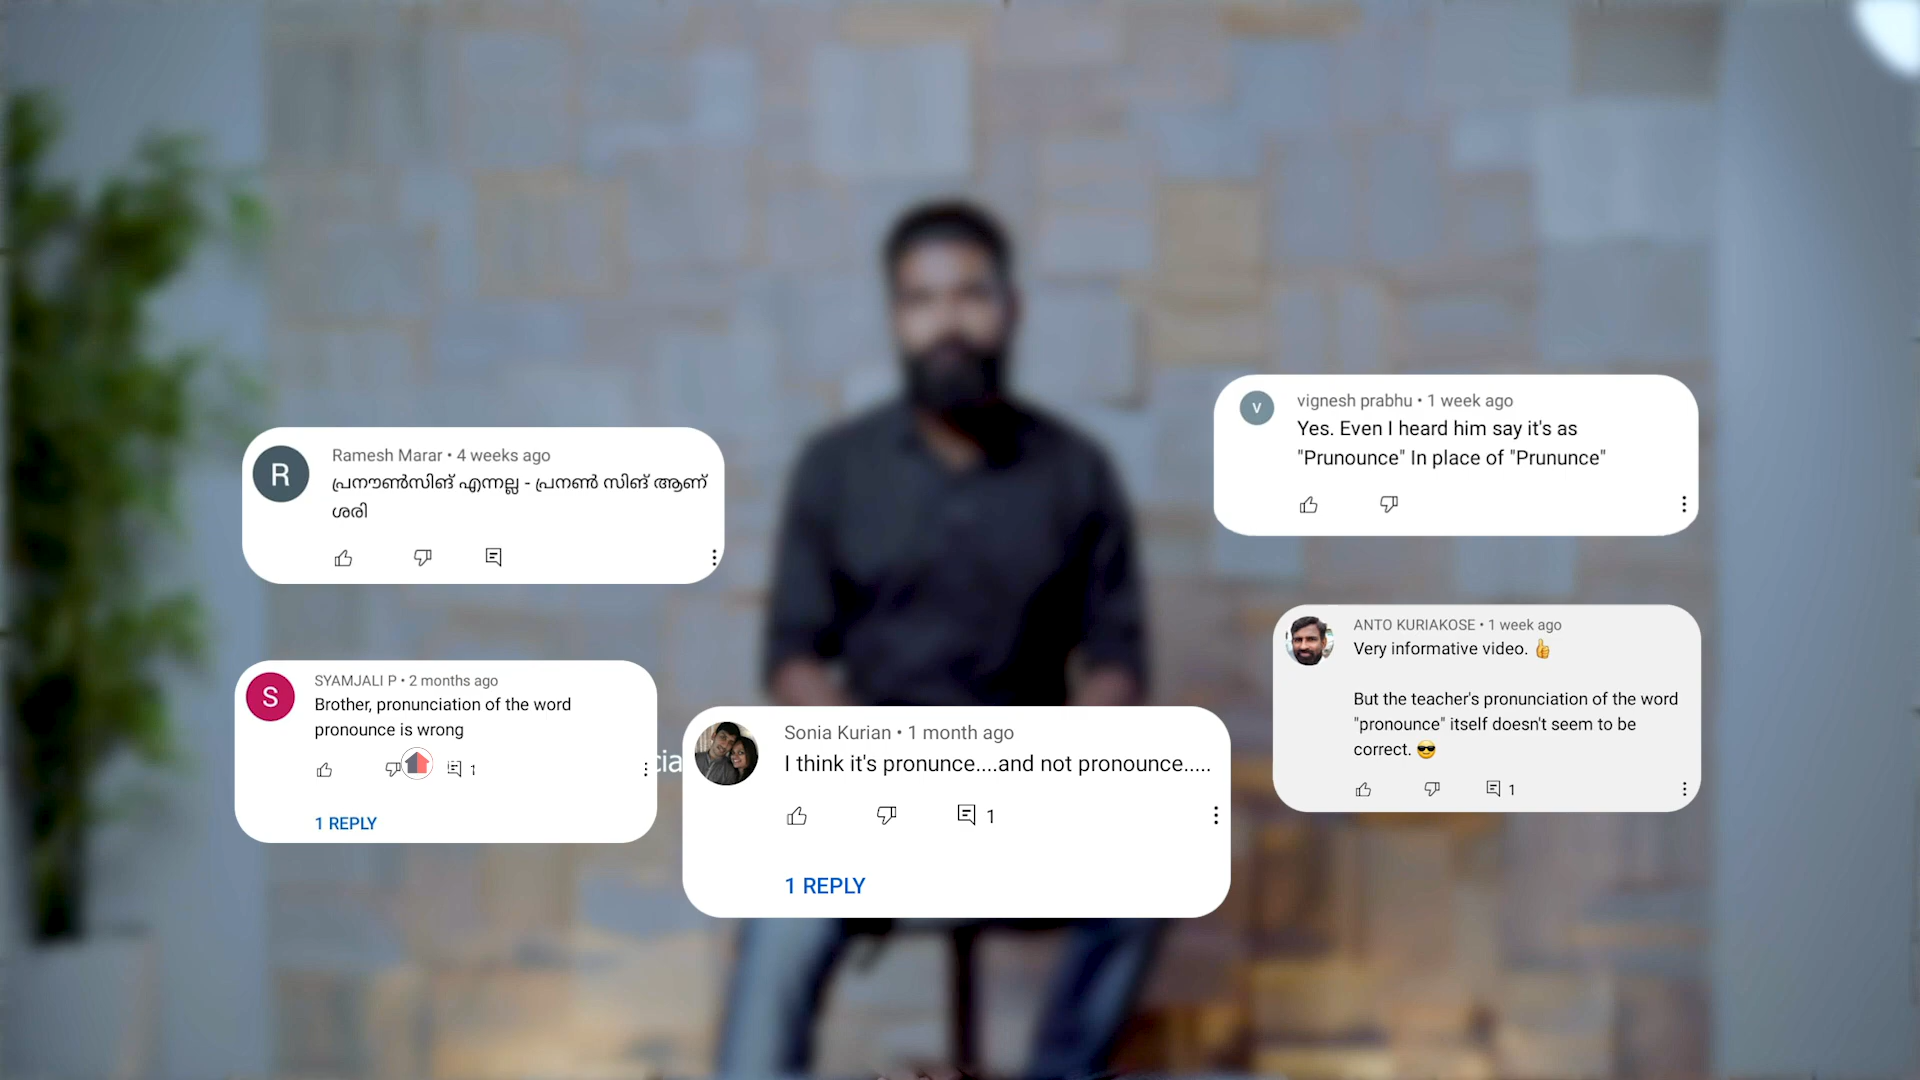 R
Ramesh Marar • 4 weeks ago
പ്രനൗൺസിങ് എന്നല്ല - പ്രനൺ സിങ് ആണ്
ശരി
v
vignesh prabhu • 1 week ago
Yes. Even I heard him say it's as
"Prunounce" In place of "Prununce"
S
SYAMJALI P • 2 months ago
Brother, pronunciation of the word
pronounce is wrong
1
1 REPLY
cia
Sonia Kurian • 1 month ago
I think it's pronunce....and not pronounce.....
1
1 REPLY
ANTO KURIAKOSE • 1 week ago
Very informative video. 👍
But the teacher's pronunciation of the word
"pronounce" itself doesn't seem to be
correct. 😎
1